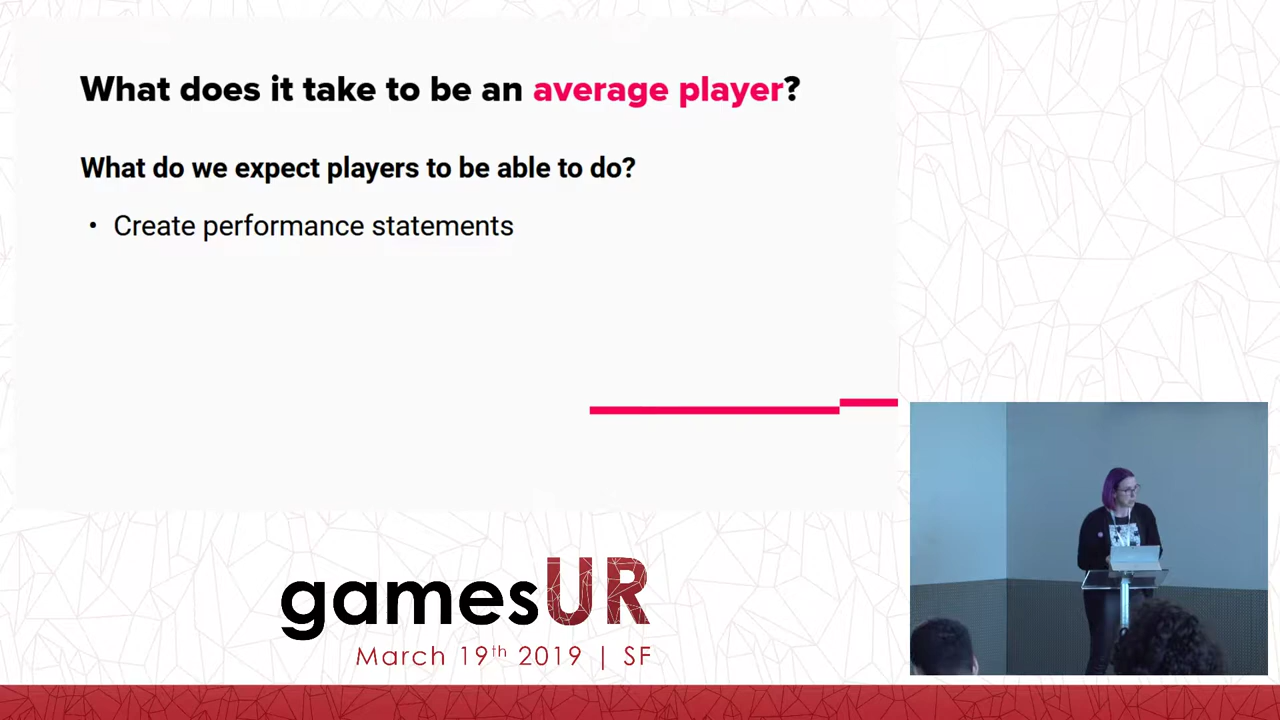 What does it take to be an average player?
What do we expect players to be able to do?
• Create performance statements
gamesUR
March 19th 2019 | SF